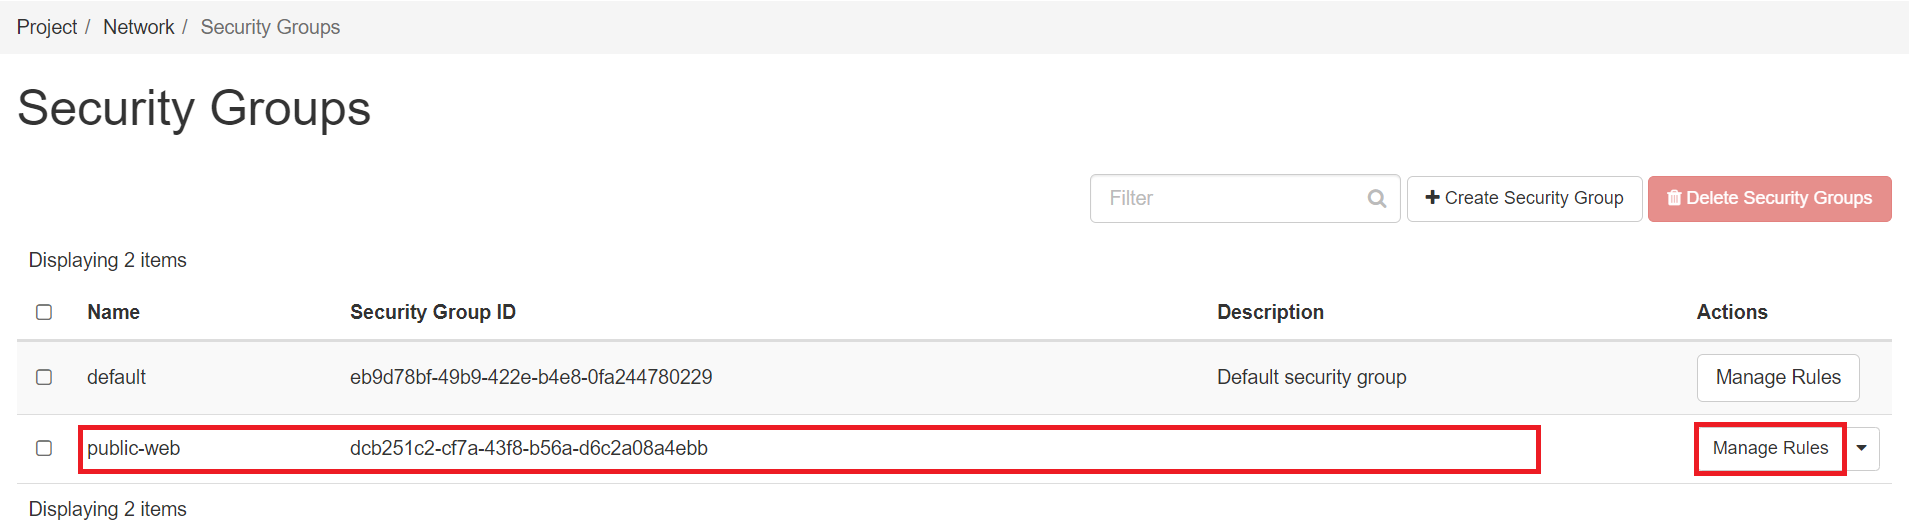 Project / Network / Security Groups
Security Groups
Filter Create Security Group Delete Security Groups
Displaying 2 items
Name Security Group ID Description Actions
default eb9d78bf-49b9-422e-b4e8-0fa244780229 Default security group Manage Rules
public-web dcb251c2-cf7a-43f8-b56a-d6c2a08a4ebb Manage Rules
Displaying 2 items